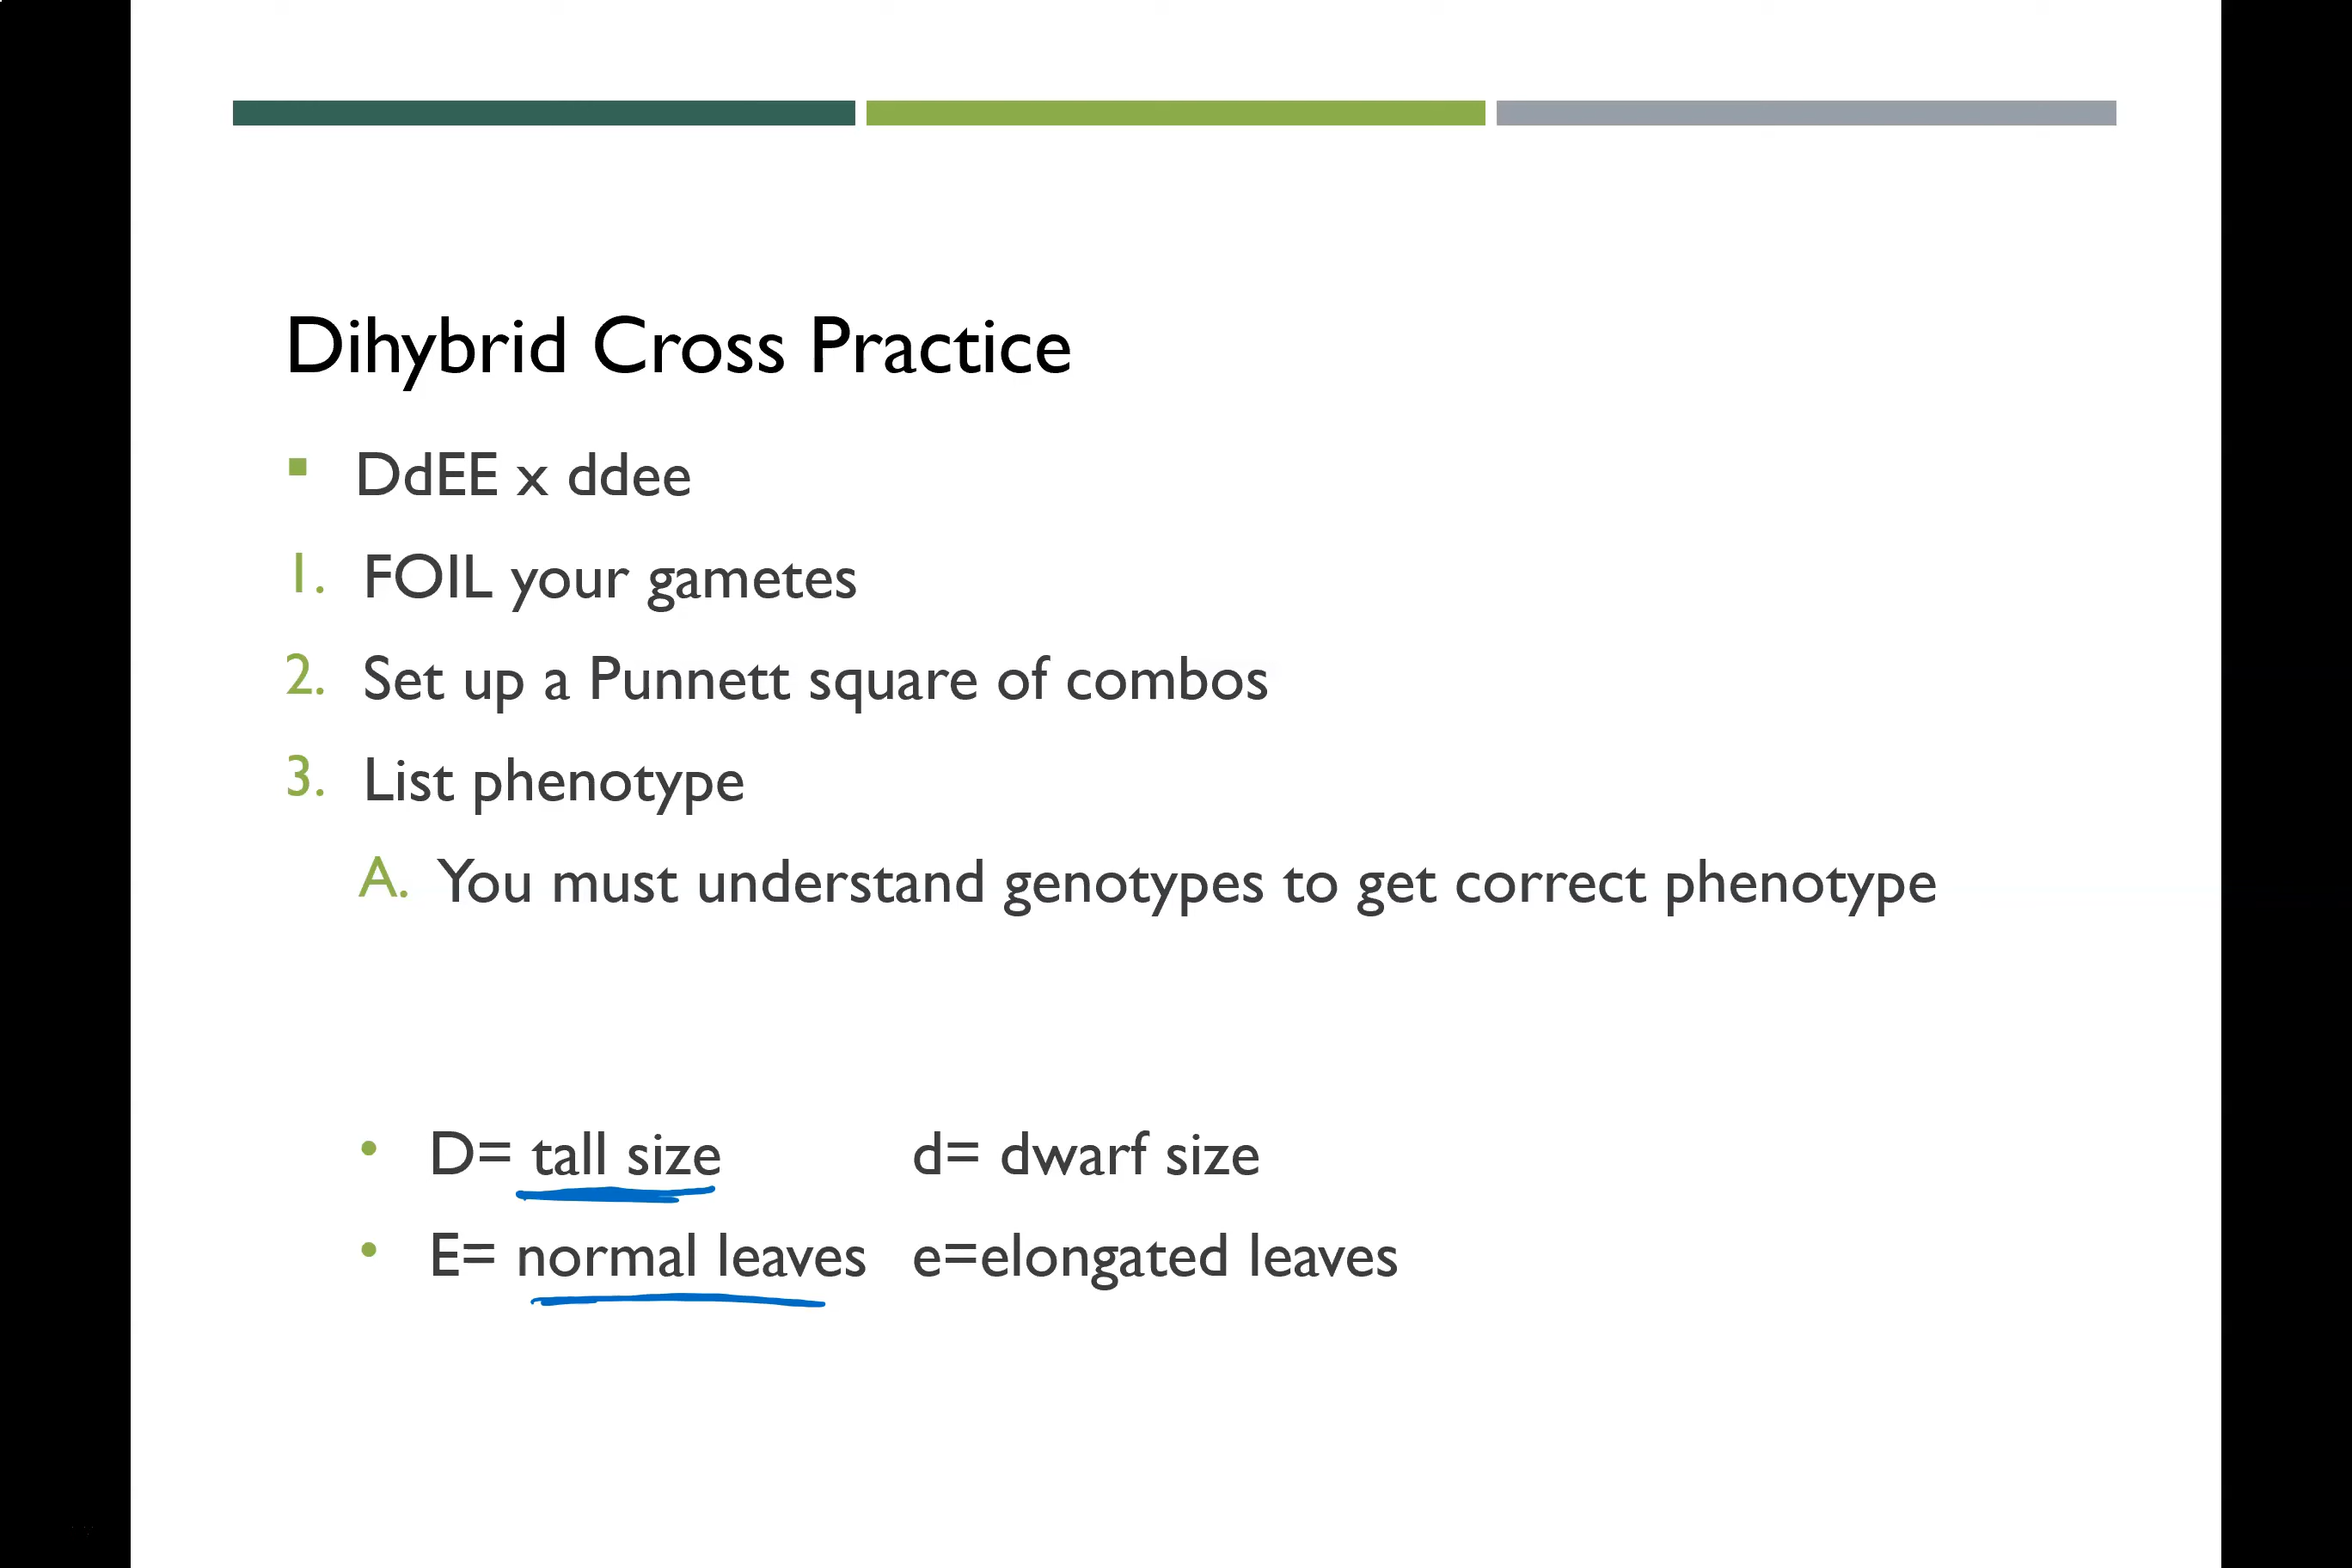 Dihybrid Cross Practice
DdEE x ddee
1. FOIL your gametes
2. Set up a Punnett square of combos
3. List phenotype
A. You must understand genotypes to get correct phenotype
D= tall size d= dwarf size
E= normal leaves e=elongated leaves